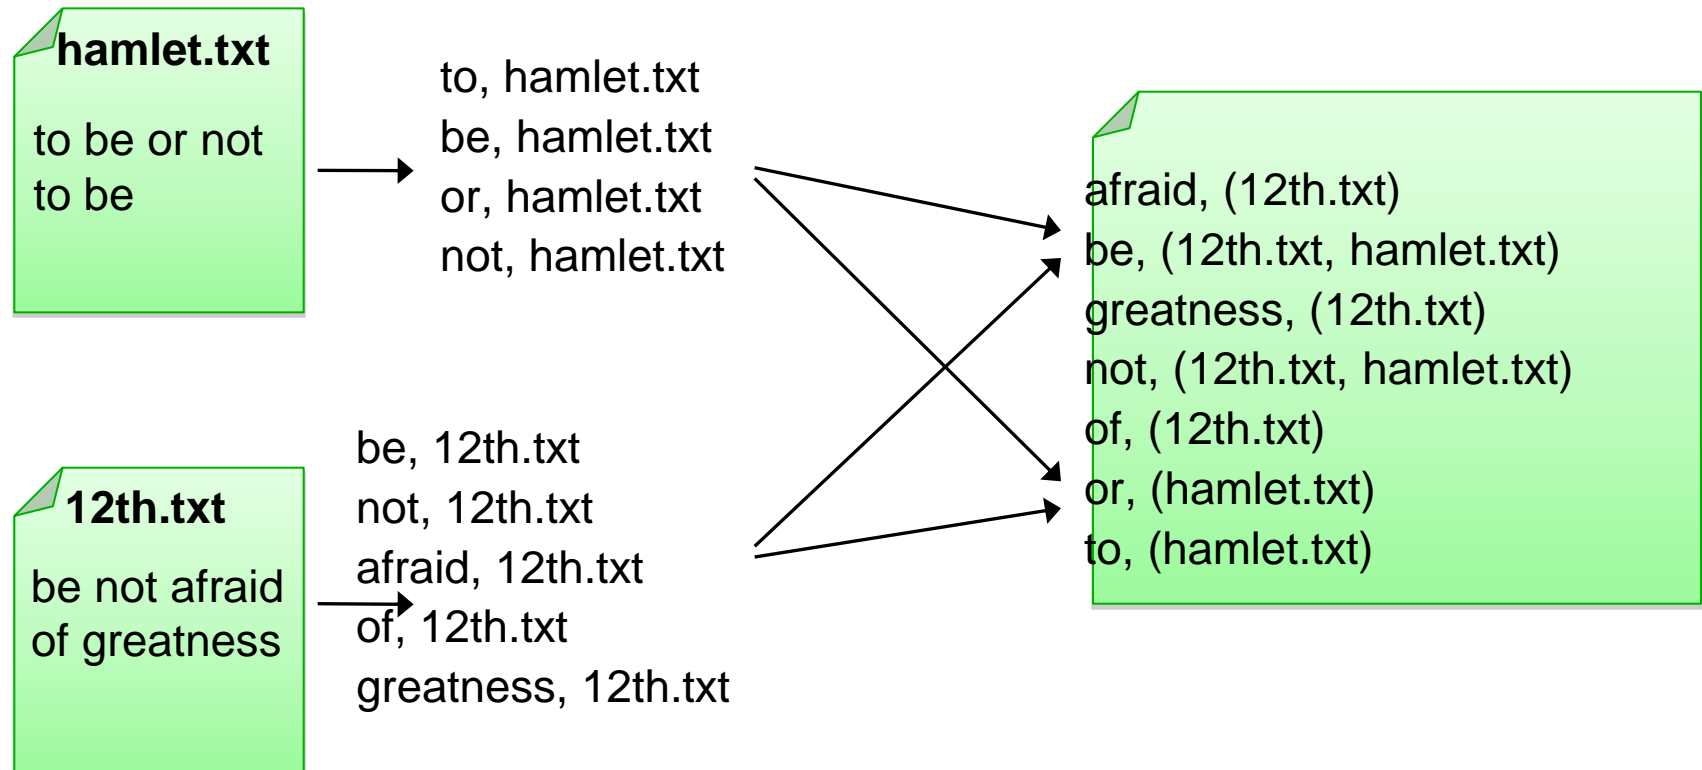 hamlet.txt
to be or not
to be
to, hamlet.txt
be, hamlet.txt
or, hamlet.txt
not, hamlet.txt
12th.txt
be not afraid
of greatness
be, 12th.txt
not, 12th.txt
afraid, 12th.txt
of, 12th.txt
greatness, 12th.txt
afraid, (12th.txt)
be, (12th.txt, hamlet.txt)
greatness, (12th.txt)
not, (12th.txt, hamlet.txt)
of, (12th.txt)
or, (hamlet.txt)
to, (hamlet.txt)